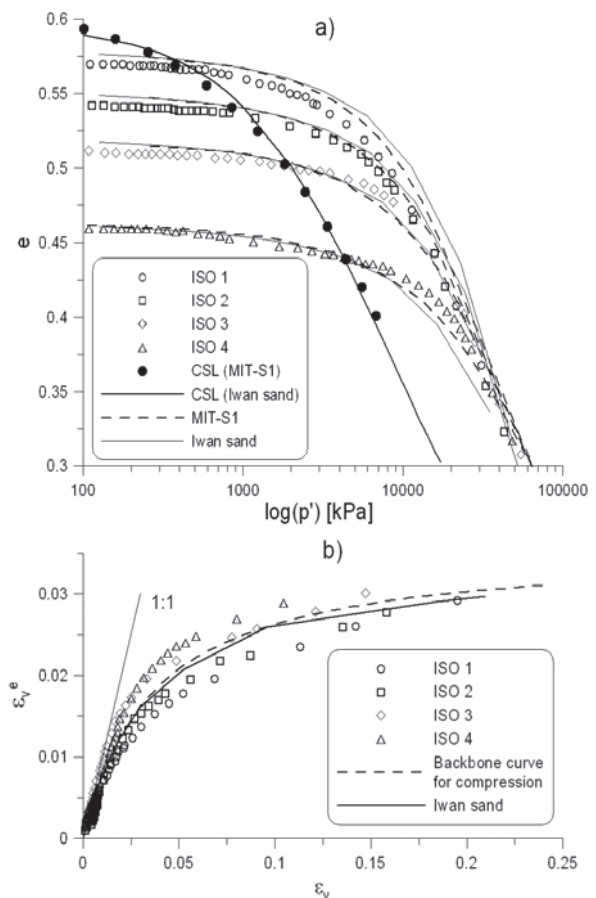 a)
0.6
0.55
0.5
0.45
0.4
0.35
0.3
e
ISO 1
ISO 2
ISO 3
ISO 4
CSL (MIT-S1)
CSL (Iwan sand)
MIT-S1
Iwan sand
100 1000 10000 100000
log(p') [kPa]
b)
0.03
0.02
0.01
0
εv e
1:1
ISO 1
ISO 2
ISO 3
ISO 4
Backbone curve
for compression
Iwan sand
0 0.05 0.1 0.15 0.2 0.25
εv